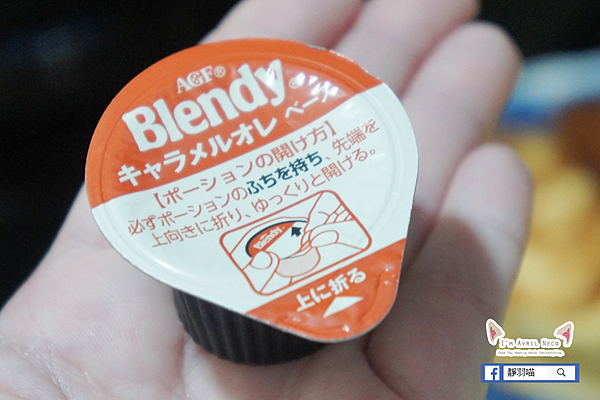 AGF®
Blendy®
キャラメルオレ ベース
【ポーションの開け方】
必ずポーションのふちを持ち、先端を
上向きに折り、ゆっくりと開ける。
Blendy
上に折る
I'm Avril Neco
靜羽喵